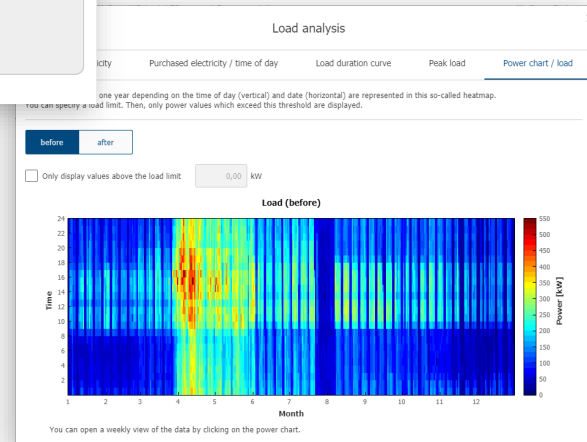 Load analysis
icity Purchased electricity / time of day Load duration curve Peak load Power chart / load
one year depending on the time of day (vertical) and date (horizontal) are represented in this so-called heatmap.
You can specify a load limit. Then, only power values which exceed this threshold are displayed.
before after
Only display values above the load limit 0,00 kW
Load (before)
24
22
20
18
16
14
12
10
8
6
4
2
Time
1 2 3 4 5 6 7 8 9 10 11 12
Month
550
500
450
400
350
300
250
200
150
100
50
0
Power [kW]
You can open a weekly view of the data by clicking on the power chart.